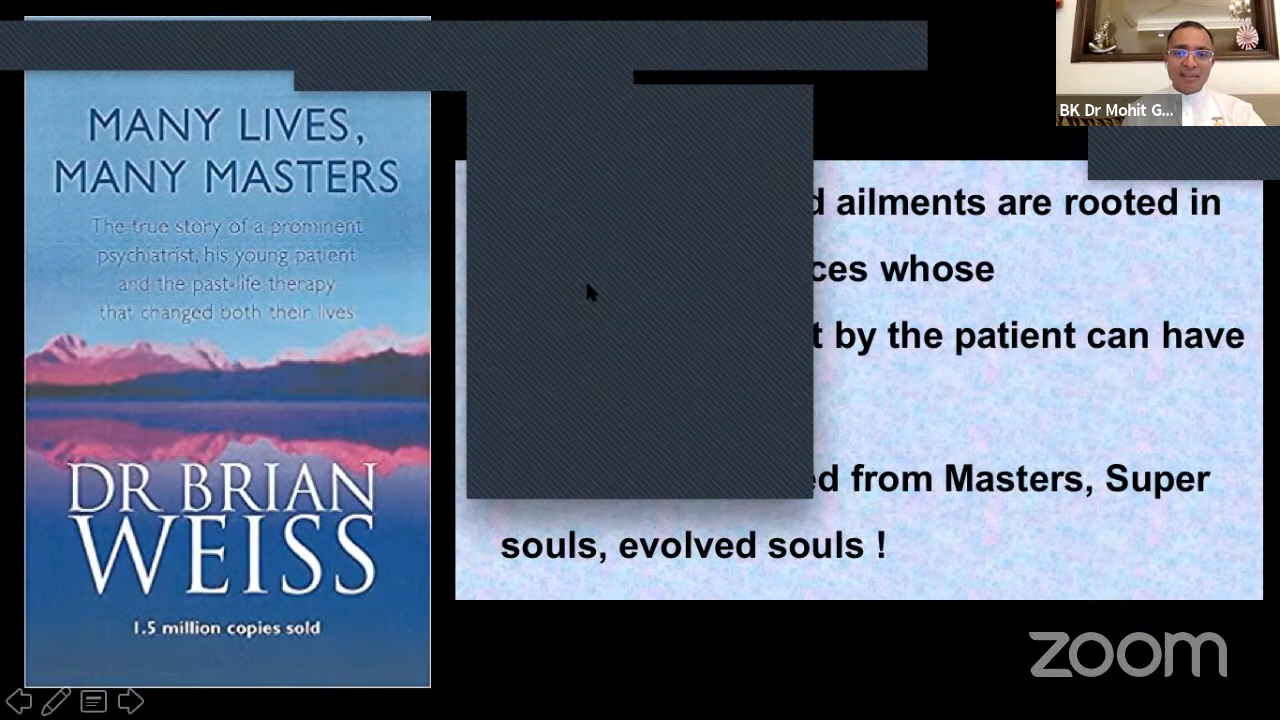 MANY LIVES,
MANY MASTERS
The true story of a prominent
psychiatrist, his young patient
and the past-life therapy
that changed both their lives
DR BRIAN
WEISS
1.5 million copies sold
ailments are rooted in
whose
by the patient can have
from Masters, Super
souls, evolved souls !
BK Dr Mohit G...
zoom